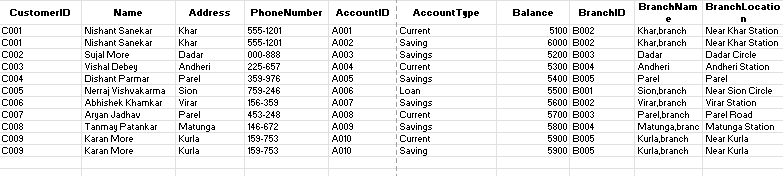 CustomerID Name Address PhoneNumber AccountID AccountType Balance BranchID BranchName BranchLocation
C001 Nishant Sanekar Khar 555-1201 A001 Current 5100 B002 Khar,branch Near Khar Station
C001 Nishant Sanekar Khar 555-1201 A002 Saving 6000 B002 Khar,branch Near Khar Station
C002 Sujal More Dadar 000-888 A003 Savings 5200 B003 Dadar Dadar Circle
C003 Vishal Debey Andheri 225-657 A004 Current 5300 B004 Andheri Andheri Station
C004 Dishant Parmar Parel 359-976 A005 Savings 5400 B005 Parel Parel
C005 Nerraj Vishvakarma Sion 759-246 A006 Loan 5500 B001 Sion,branch Near Sion Circle
C006 Abhishek Khamkar Virar 156-359 A007 Savings 5600 B002 Virar,branch Virar Station
C007 Aryan Jadhav Parel 453-248 A008 Current 5700 B003 Parel,branch Parel Road
C008 Tanmay Patankar Matunga 146-672 A009 Savings 5800 B004 Matunga,branc Matunga Station
C009 Karan More Kurla 159-753 A010 Current 5900 B005 Kurla,branch Near Kurla
C009 Karan More Kurla 159-753 A010 Saving 5900 B005 Kurla,branch Near Kurla